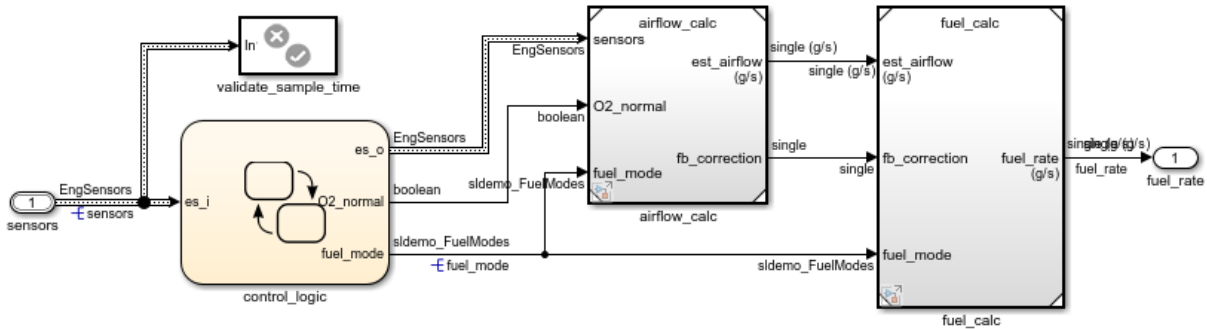 In
validate_sample_time
1
sensors
EngSensors
sensors
es_i
es_o
O2_normal
fuel_mode
control_logic
EngSensors
boolean
sldemo_FuelModes
fuel_mode
EngSensors
boolean
sldemo_FuelModes
airflow_calc
sensors
O2_normal
fuel_mode
est_airflow
(g/s)
fb_correction
airflow_calc
single (g/s)
single (g/s)
single
single
sldemo_FuelModes
fuel_calc
est_airflow
(g/s)
fb_correction
fuel_mode
fuel_rate
(g/s)
fuel_calc
fuel_rate
1
fuel_rate